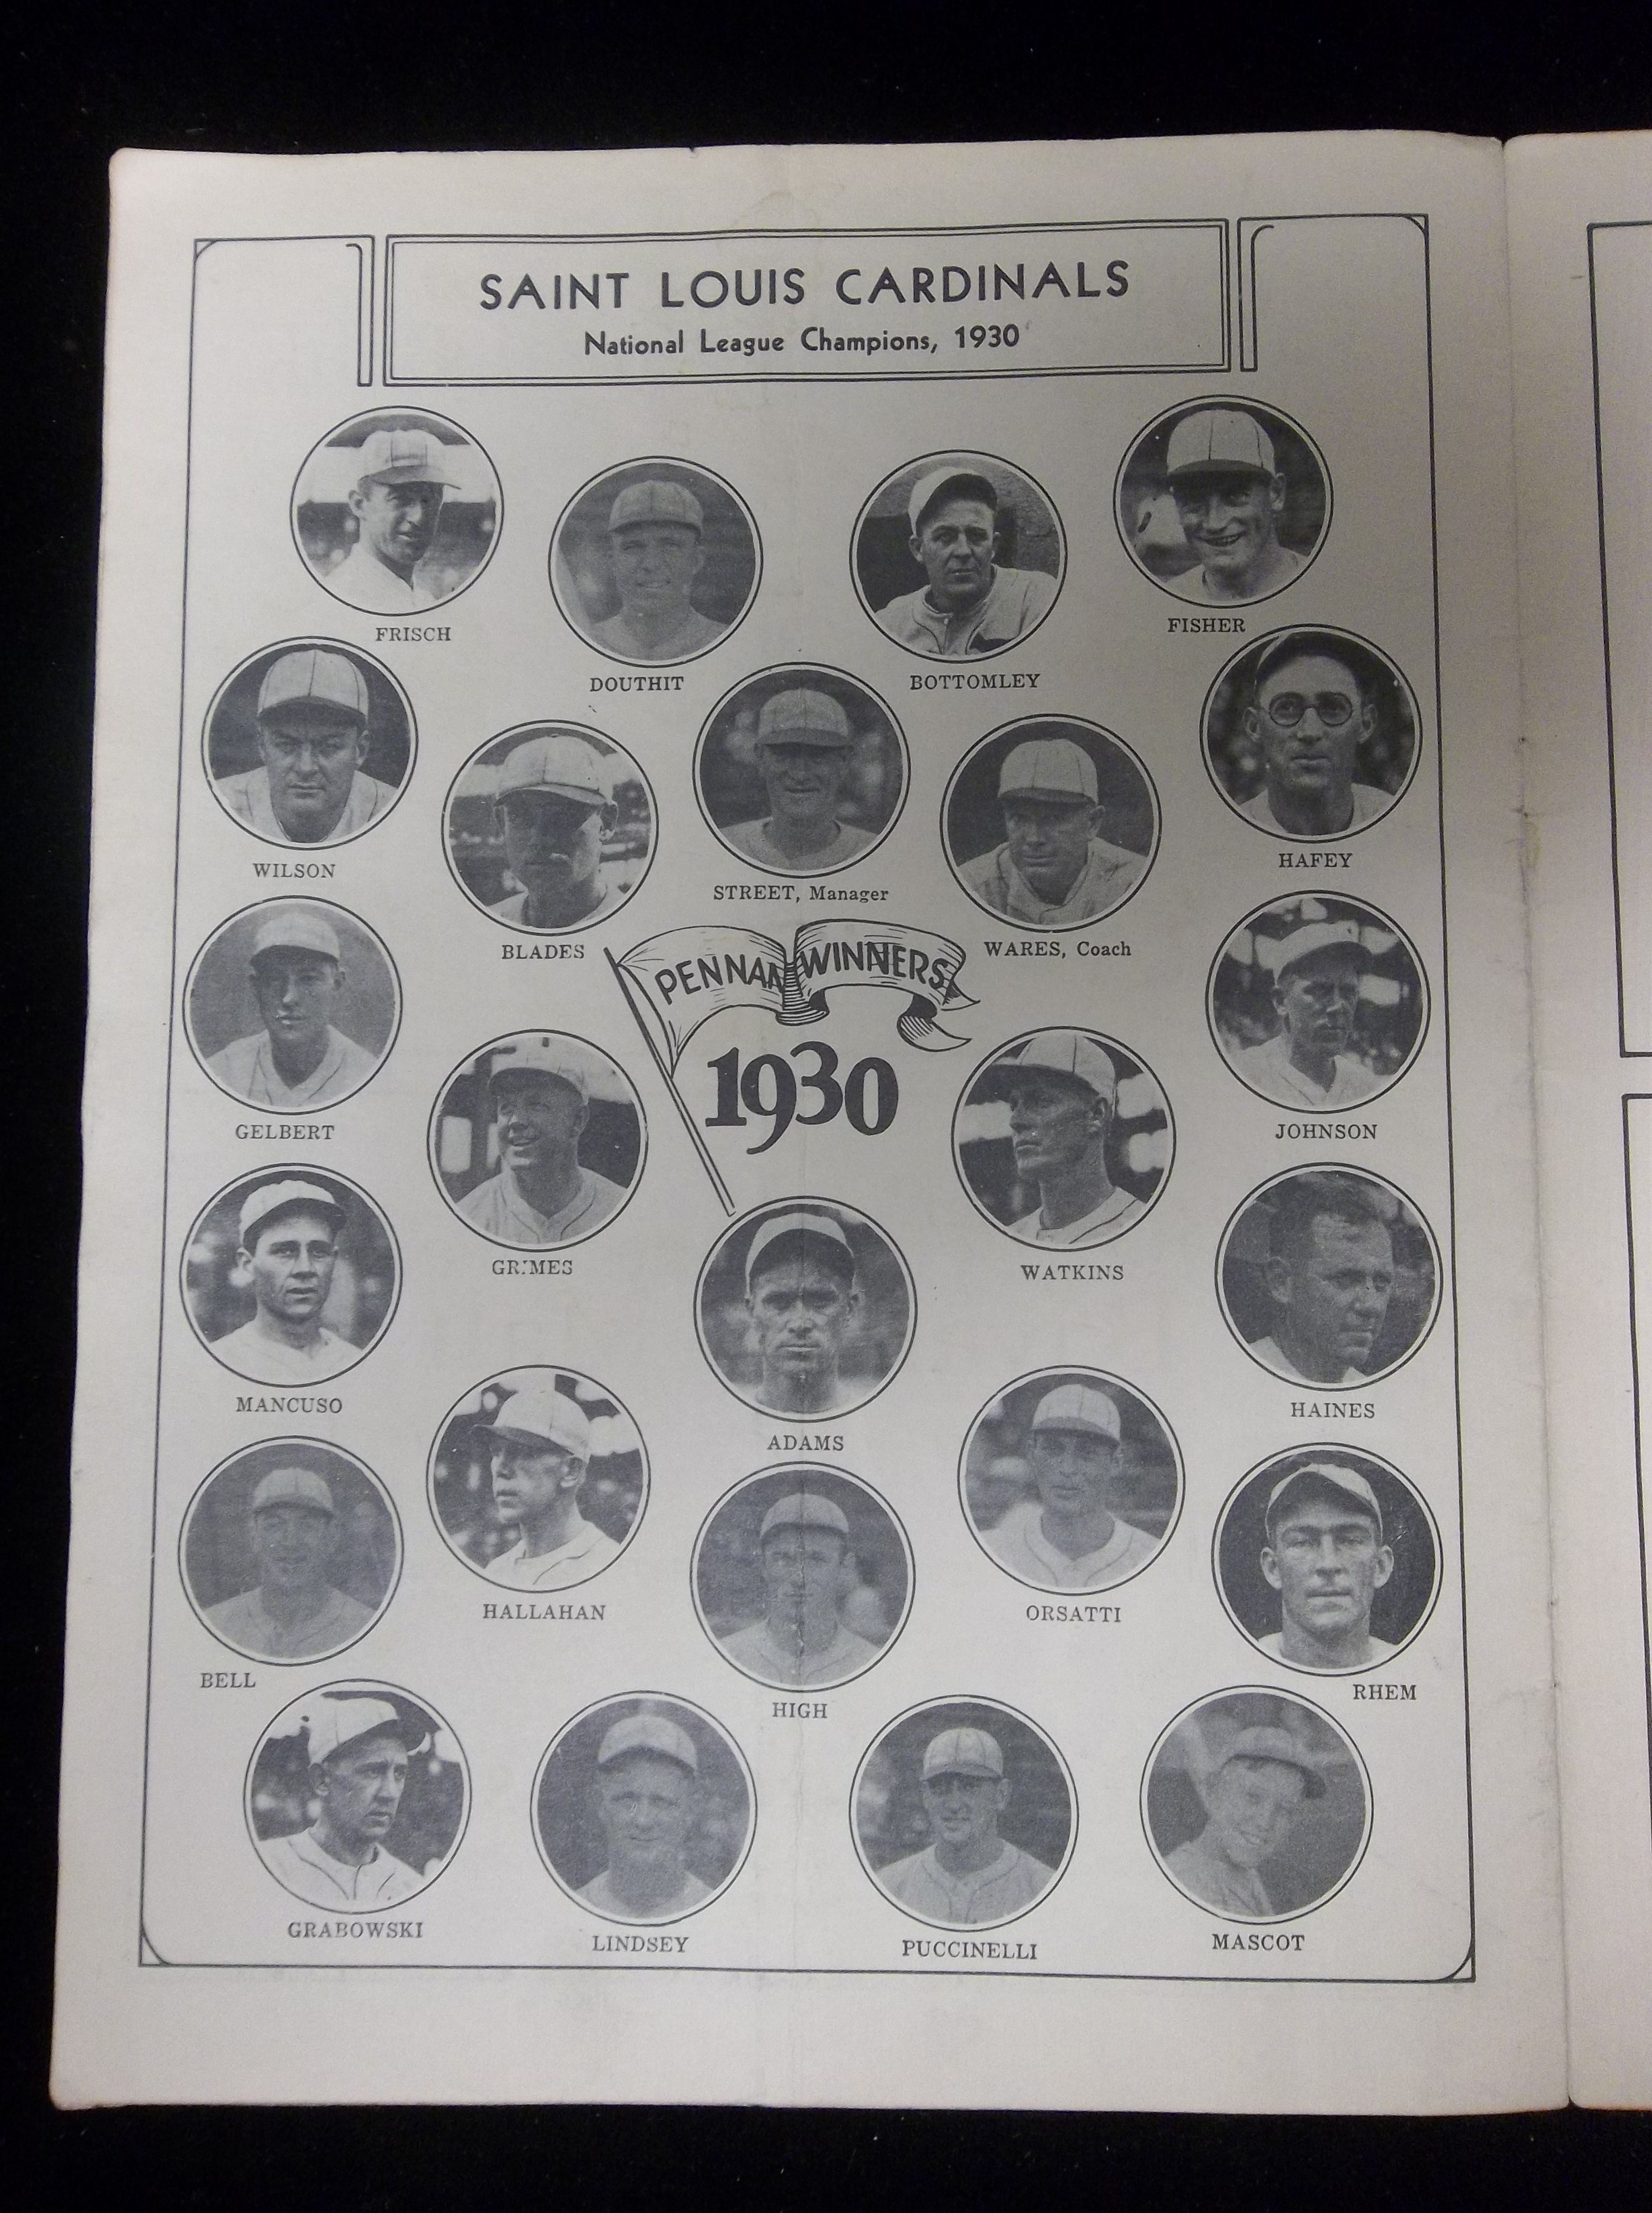 SAINT LOUIS CARDINALS
National League Champions, 1930
FRISCH
DOUTHIT
BOTTOMLEY
FISHER
WILSON
BLADES
STREET, Manager
WARES, Coach
HAFEY
PENNANT WINNERS
1930
GELBERT
GRIMES
WATKINS
JOHNSON
MANCUSO
ADAMS
HAINES
HALLAHAN
ORSATTI
BELL
HIGH
RHEM
GRABOWSKI
LINDSEY
PUCCINELLI
MASCOT